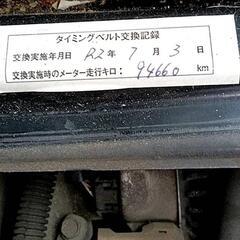 タイミングベルト交換記録
交換実施年月日 R2年 7月 3日
交換実施時のメーター走行キロ: 94660 km